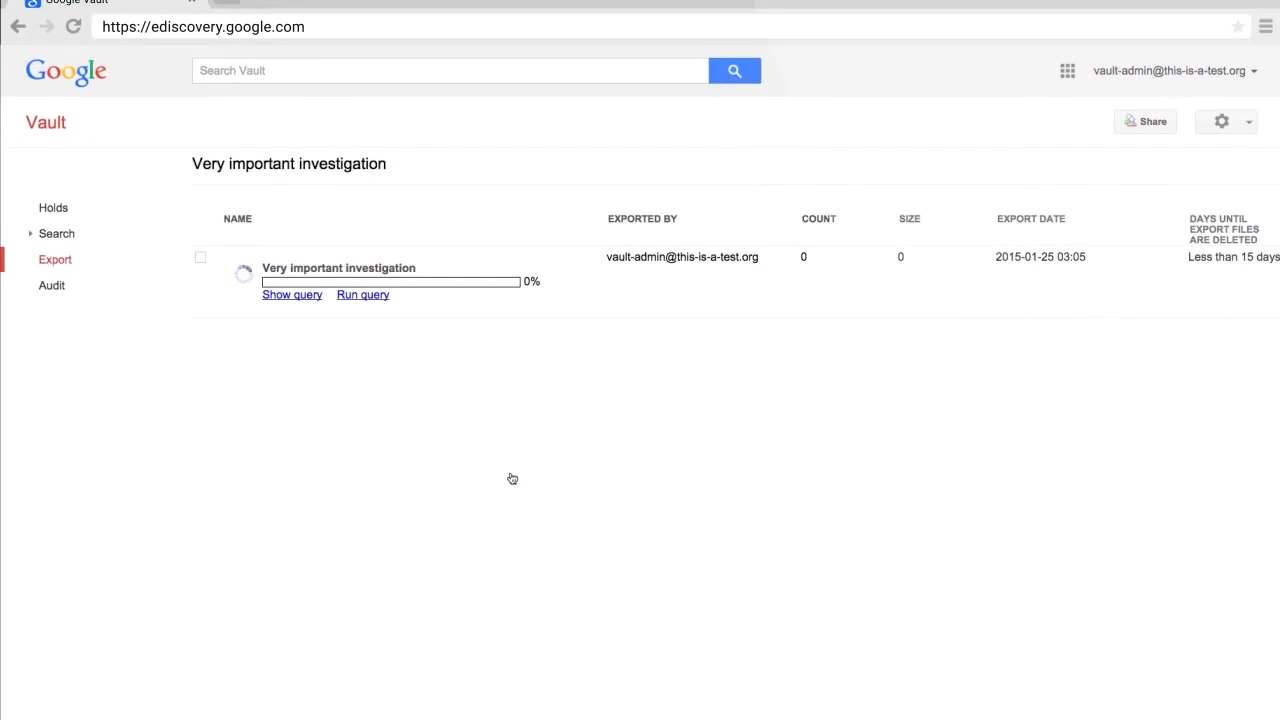 Google Vault
https://ediscovery.google.com
Google
Search Vault
vault-admin@this-is-a-test.org
Vault
Share
Very important investigation
Holds
Search
Export
Audit
NAME
EXPORTED BY
COUNT
SIZE
EXPORT DATE
DAYS UNTIL
EXPORT FILES
ARE DELETED
Very important investigation
0%
Show query Run query
vault-admin@this-is-a-test.org
0
0
2015-01-25 03:05
Less than 15 days